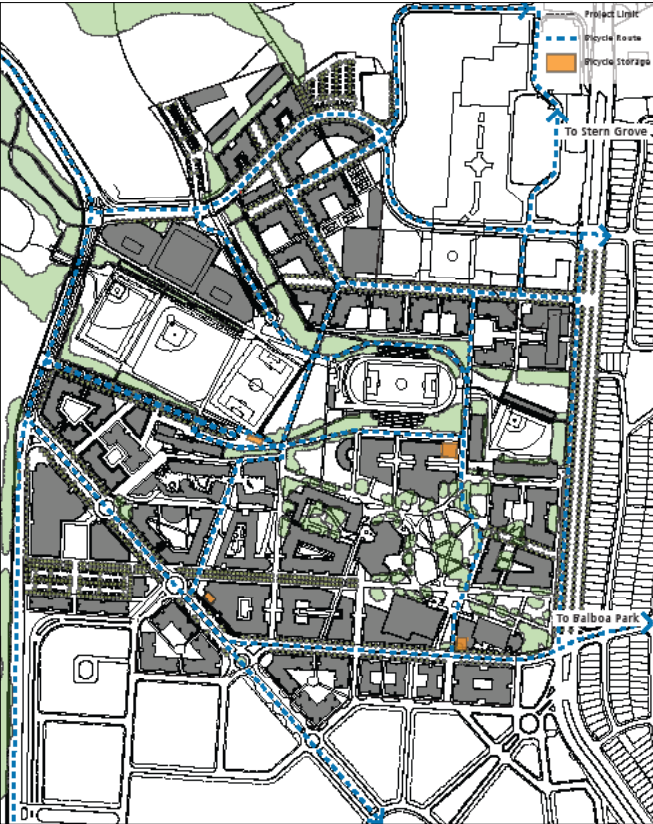 Project Limit
Bicycle Route
Bicycle Storage
To Stern Grove
To Balboa Park